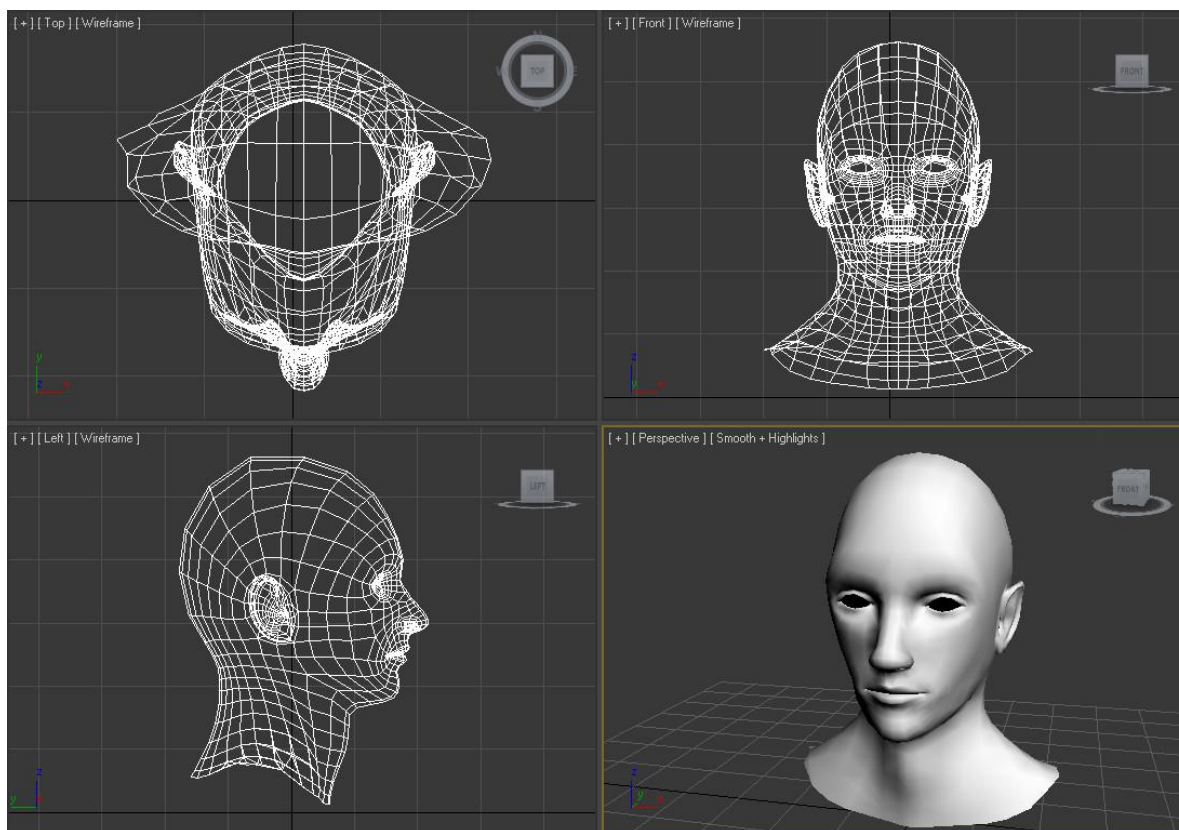 [ + ] [ Top ] [ Wireframe ]
N
W
TOP
E
S
[ + ] [ Front ] [ Wireframe ]
FRONT
y
z
x
z
y
x
[ + ] [ Left ] [ Wireframe ]
LEFT
[ + ] [ Perspective ] [ Smooth + Highlights ]
FRONT
z
y
x
z
y
x